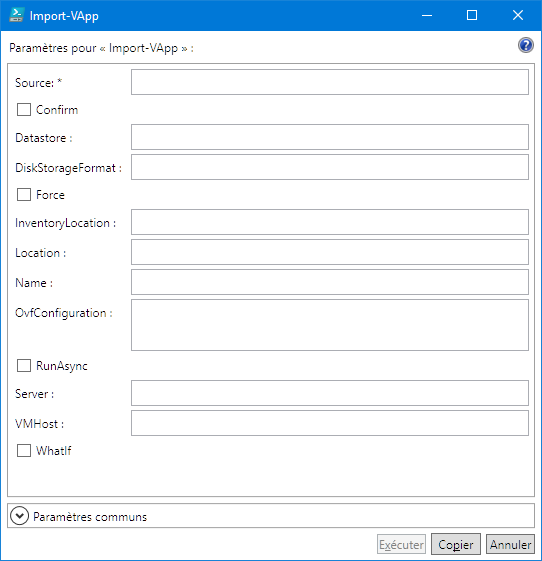 Import-VApp
Paramètres pour « Import-VApp » :
Source: *
Confirm
Datastore :
DiskStorageFormat :
Force
InventoryLocation :
Location :
Name :
OvfConfiguration :
RunAsync
Server :
VMHost :
WhatIf
Paramètres communs
Exécuter Copier Annuler